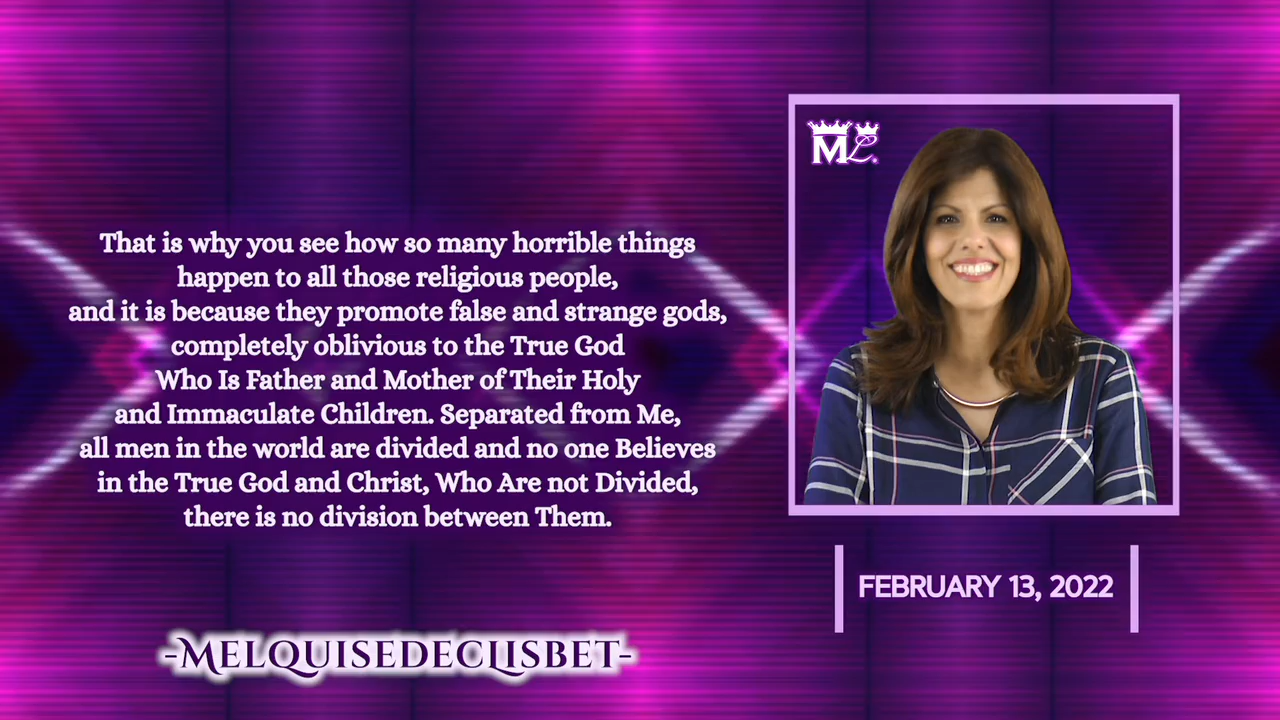 That is why you see how so many horrible things
happen to all those religious people,
and it is because they promote false and strange gods,
completely oblivious to the True God
Who Is Father and Mother of Their Holy
and Immaculate Children. Separated from Me,
all men in the world are divided and no one Believes
in the True God and Christ, Who Are not Divided,
there is no division between Them.
-MELQUISEDECLISBET-
ML.
FEBRUARY 13, 2022